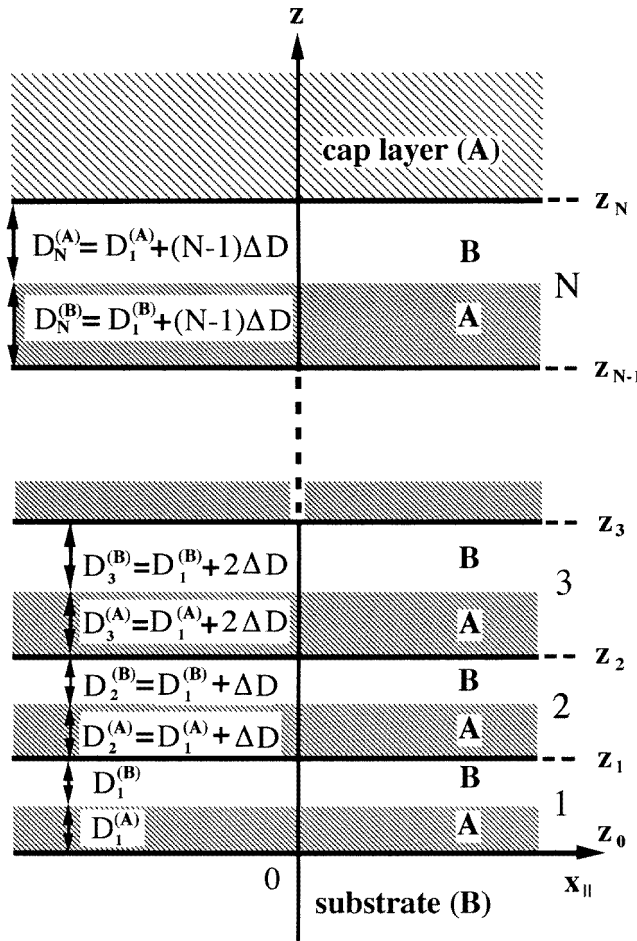 z
cap layer (A)
z_N
D_N^(A)=D_1^(A)+(N-1)ΔD
B
N
D_N^(B)=D_1^(B)+(N-1)ΔD
A
z_N-1
z_3
D_3^(B)=D_1^(B)+2ΔD
B
3
D_3^(A)=D_1^(A)+2ΔD
A
z_2
D_2^(B)=D_1^(B)+ΔD
B
2
D_2^(A)=D_1^(A)+ΔD
A
z_1
D_1^(B)
B
1
D_1^(A)
A
z_0
0
x_||
substrate (B)